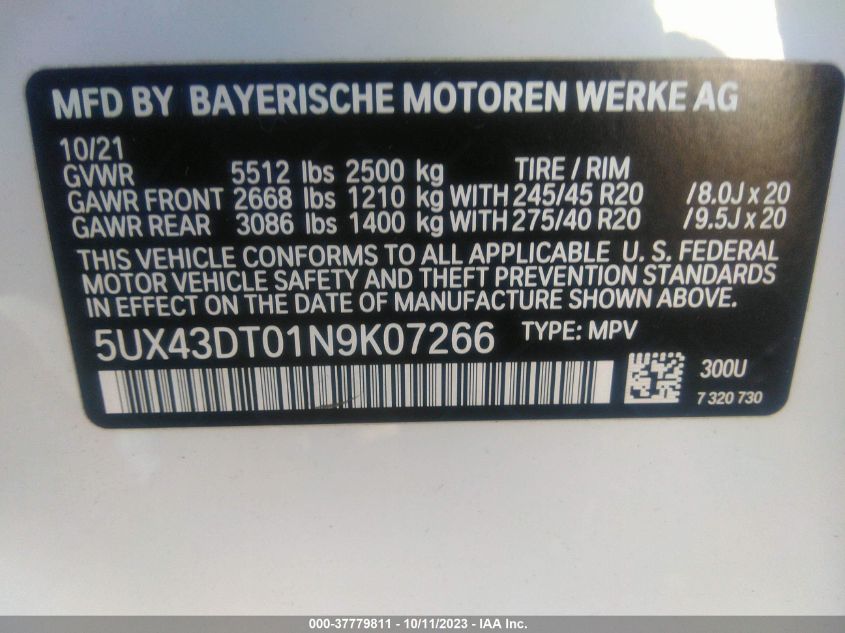 MFD BY BAYERISCHE MOTOREN WERKE AG
10/21
GVWR 5512 lbs 2500 kg TIRE / RIM
GAWR FRONT 2668 lbs 1210 kg WITH 245/45 R20 /8.0J x 20
GAWR REAR 3086 lbs 1400 kg WITH 275/40 R20 /9.5J x 20
THIS VEHICLE CONFORMS TO ALL APPLICABLE U. S. FEDERAL
MOTOR VEHICLE SAFETY AND THEFT PREVENTION STANDARDS
IN EFFECT ON THE DATE OF MANUFACTURE SHOWN ABOVE.
5UX43DT01N9K07266 TYPE: MPV
300U
7 320 730
000-37779811 - 10/11/2023 - IAA Inc.